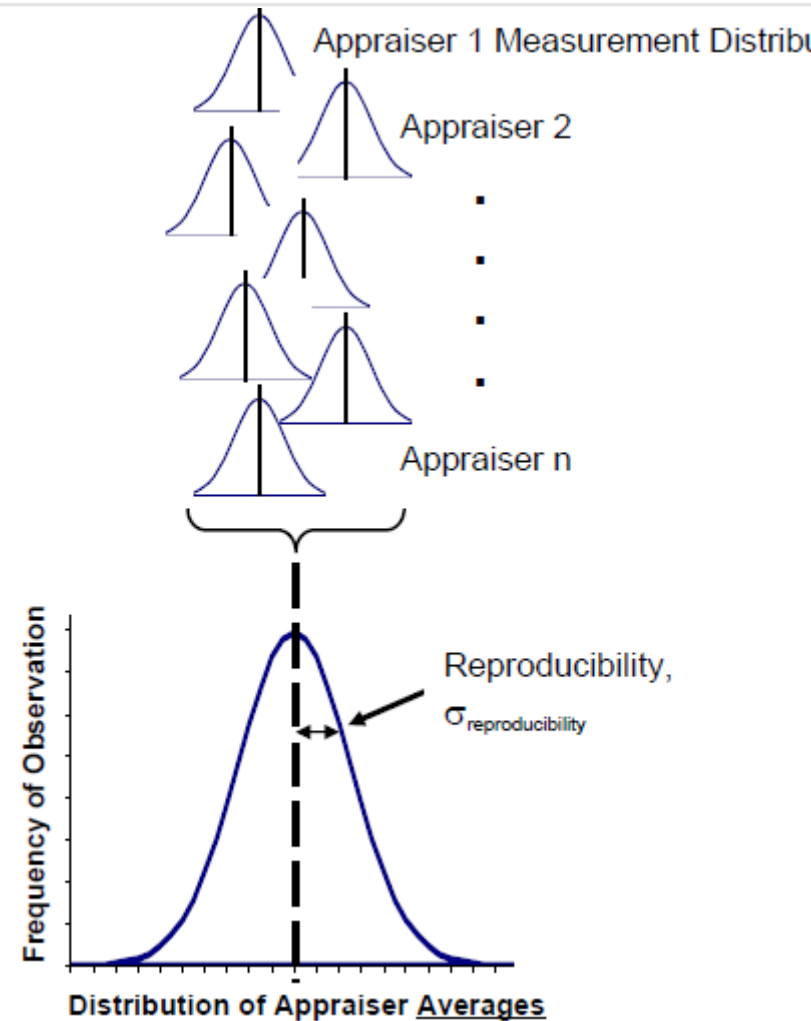 Appraiser 1 Measurement Distribu
Appraiser 2
Appraiser n
Reproducibility,
σreproducibility
Frequency of Observation
Distribution of Appraiser Averages